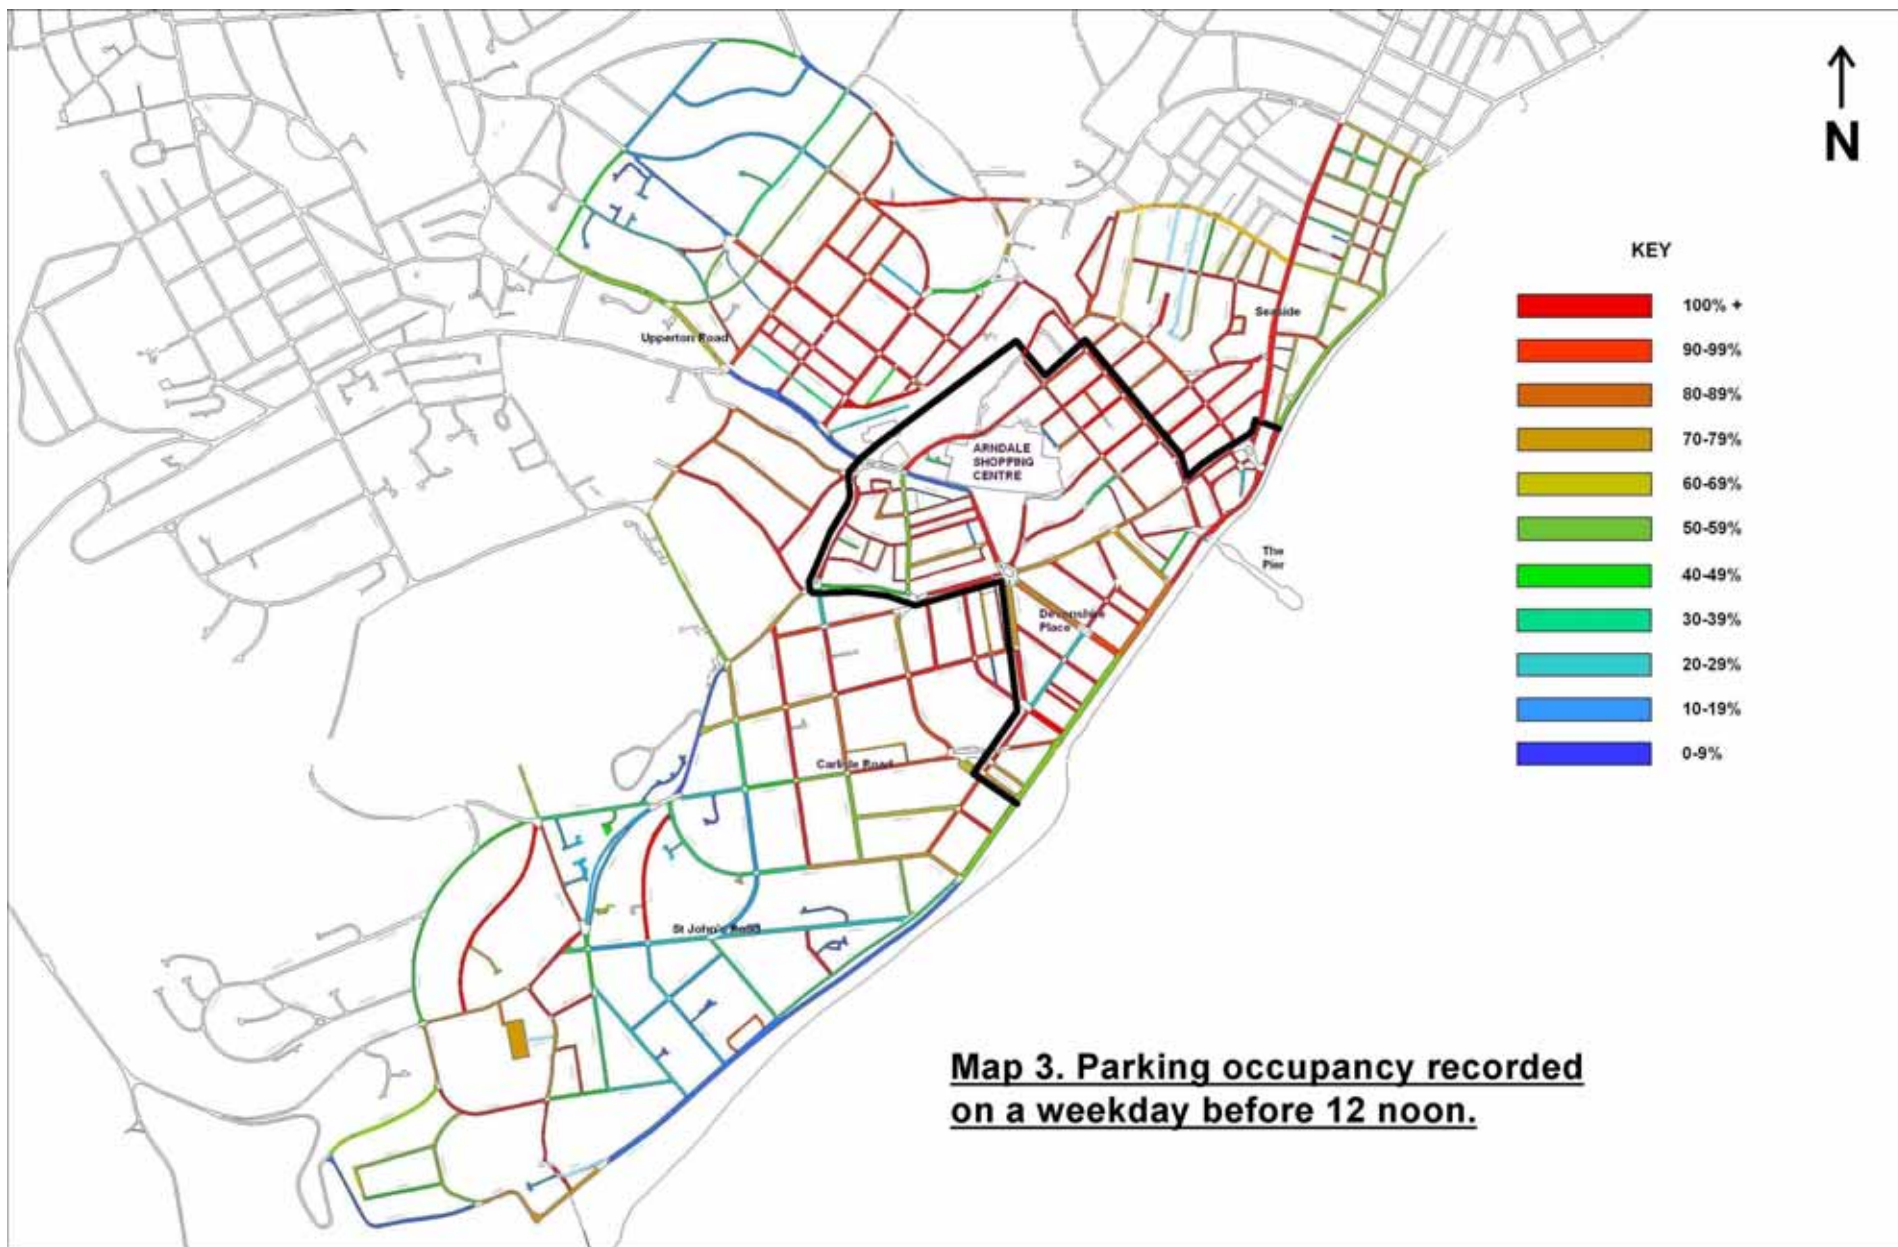 N
KEY
100% +
90-99%
80-89%
70-79%
60-69%
50-59%
40-49%
30-39%
20-29%
10-19%
0-9%
Seaside
Upperton Road
ARNDALE
SHOPPING
CENTRE
The
Pier
Devonshire
Place
Carlisle Road
St John's Road
Map 3. Parking occupancy recorded
on a weekday before 12 noon.